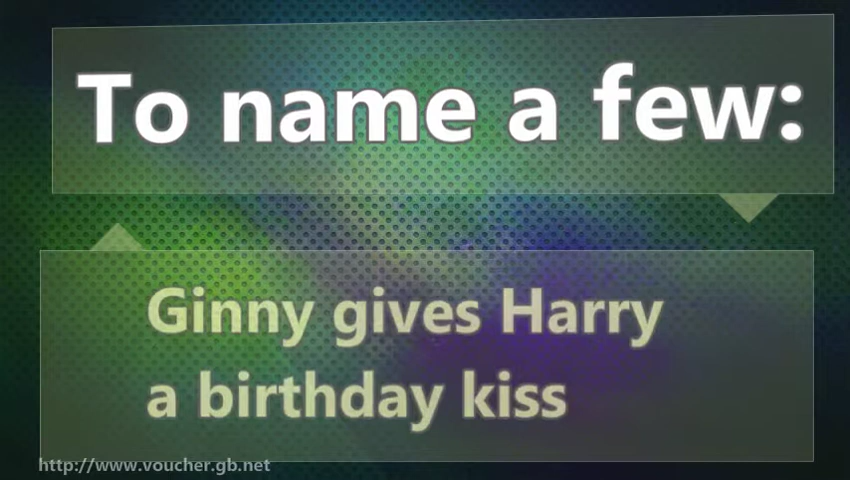 To name a few:
Ginny gives Harry
a birthday kiss
http://www.voucher.gb.net